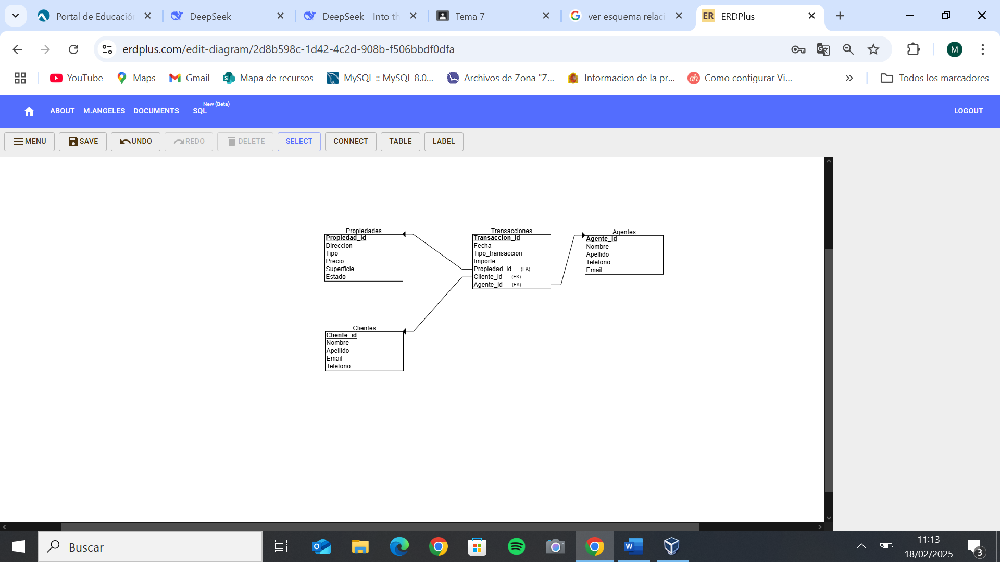 Portal de Educació
DeepSeek
DeepSeek - Into th
Tema 7
ver esquema relaci
ER ERDPlus
erdplus.com/edit-diagram/2d8b598c-1d42-4c2d-908b-f506bbdf0dfa
M
YouTube
Maps
Gmail
Mapa de recursos
MySQL :: MySQL 8.0...
Archivos de Zona "Z...
Informacion de la pr...
ah Como configurar Vi...
Todos los marcadores
ABOUT
M.ANGELES
DOCUMENTS
SQL
New (Beta)
LOGOUT
MENU
SAVE
UNDO
REDO
DELETE
SELECT
CONNECT
TABLE
LABEL
Propiedades
Propiedad_id
Direccion
Tipo
Precio
Superficie
Estado
Transacciones
Transaccion_id
Fecha
Tipo_transaccion
Importe
Propiedad_id (FK)
Cliente_id (FK)
Agente_id (FK)
Agentes
Agente_id
Nombre
Apellido
Telefono
Email
Clientes
Cliente_id
Nombre
Apellido
Email
Telefono
Buscar
11:13
18/02/2025
3